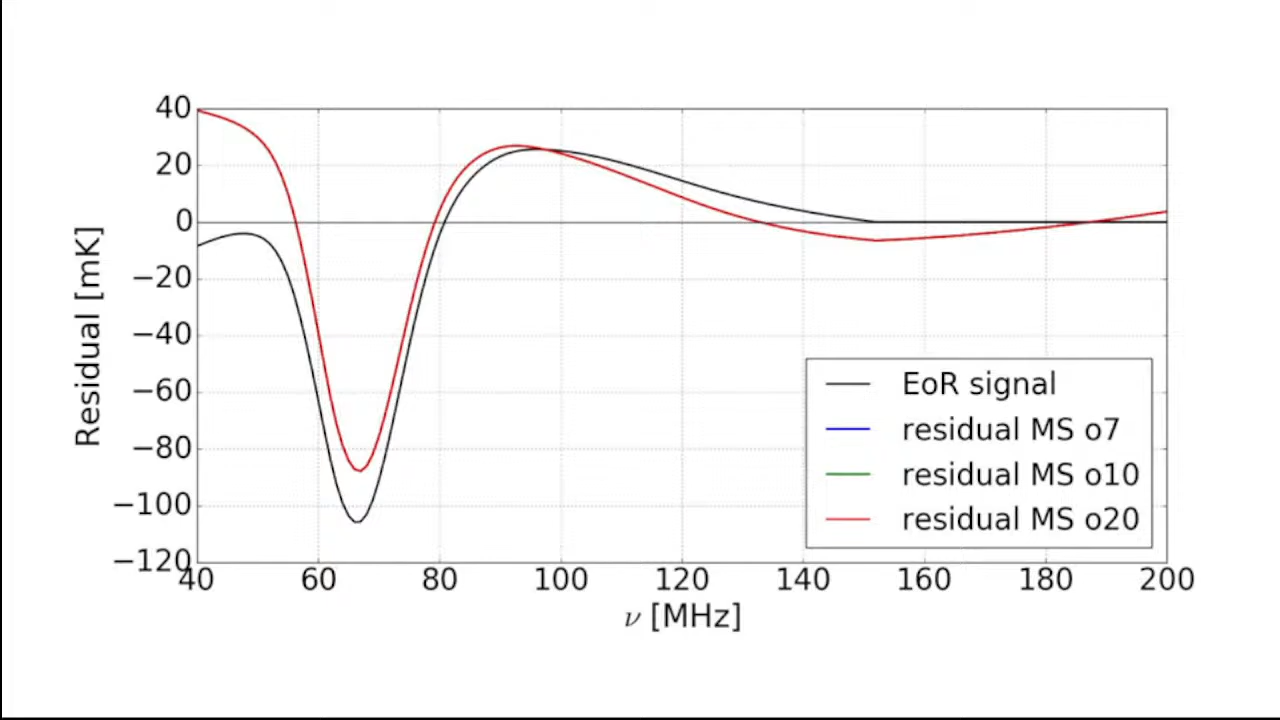 40
20
0
−20
−40
−60
−80
−100
−120
Residual [mK]
EoR signal
residual MS o7
residual MS o10
residual MS o20
40 60 80 100 120 140 160 180 200
ν [MHz]